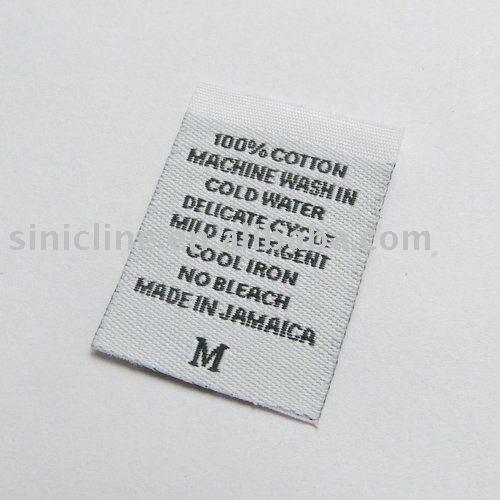 100% COTTON
MACHINE WASH IN
COLD WATER
DELICATE CYCLE
MILD DETERGENT
COOL IRON
NO BLEACH
MADE IN JAMAICA
M